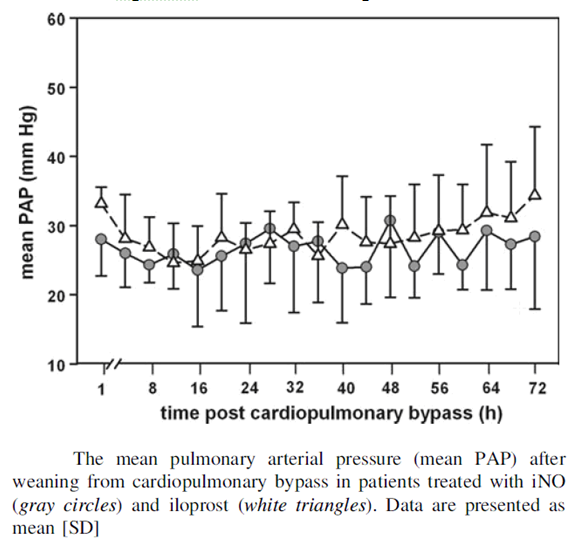 60
50
40
30
20
10
mean PAP (mm Hg)
1 8 16 24 32 40 48 56 64 72
time post cardiopulmonary bypass (h)
The mean pulmonary arterial pressure (mean PAP) after
weaning from cardiopulmonary bypass in patients treated with iNO
(gray circles) and iloprost (white triangles). Data are presented as
mean [SD]